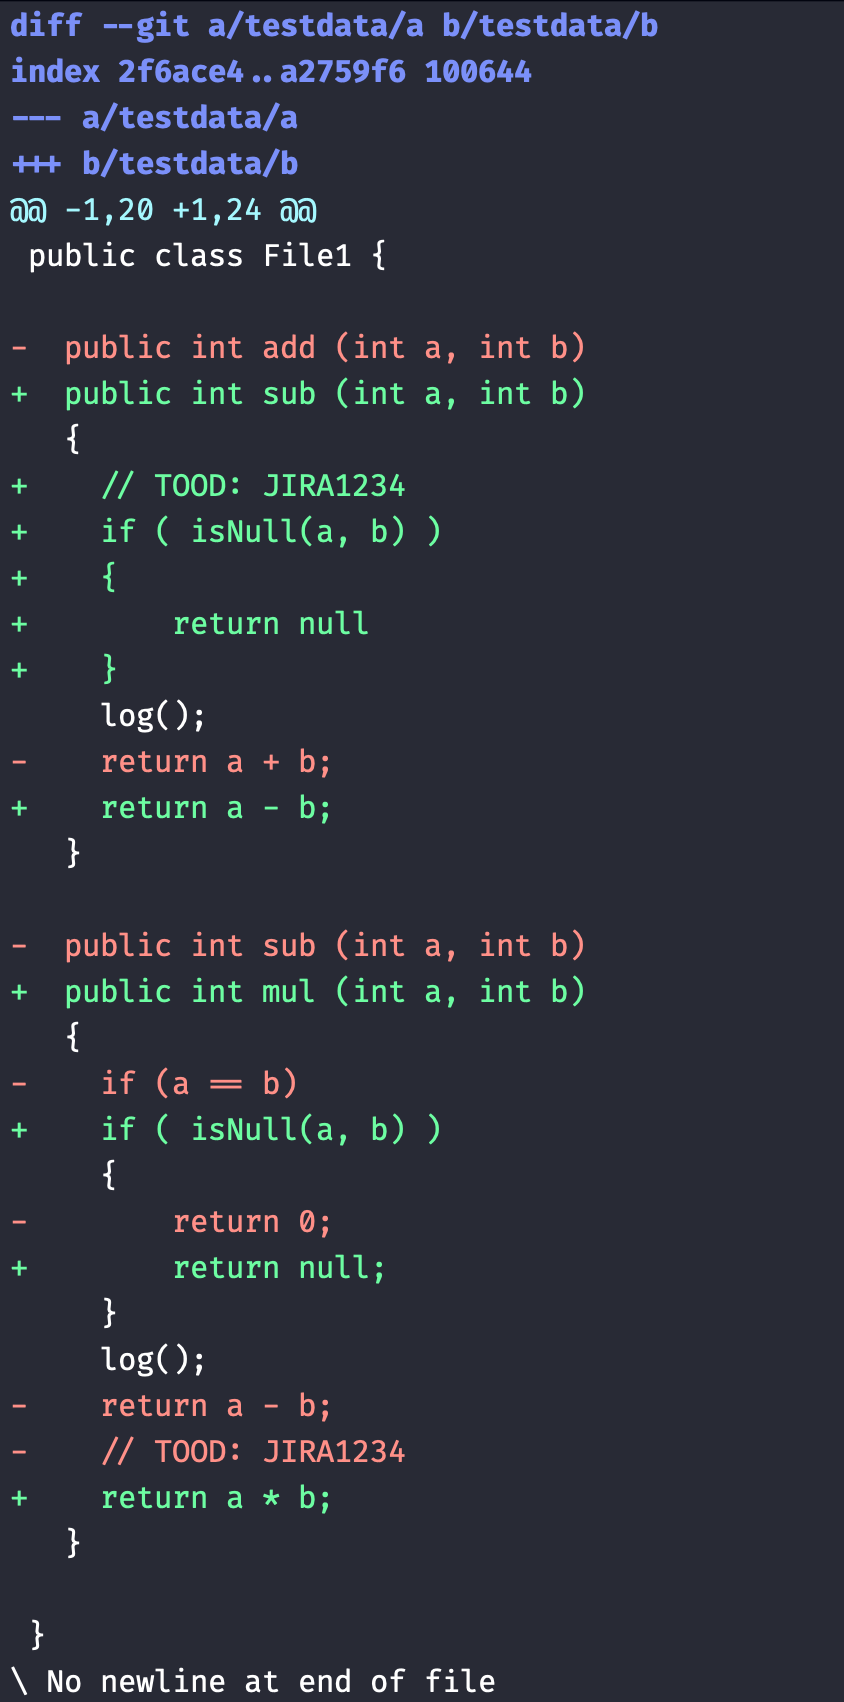 diff --git a/testdata/a b/testdata/b
index 2f6ace4..a2759f6 100644
--- a/testdata/a
+++ b/testdata/b
@@ -1,20 +1,24 @@
 public class File1 {

-  public int add (int a, int b)
+  public int sub (int a, int b)
   {
+    // TOOD: JIRA1234
+    if ( isNull(a, b) )
+    {
+        return null
+    }
     log();
-    return a + b;
+    return a - b;
   }

-  public int sub (int a, int b)
+  public int mul (int a, int b)
   {
-    if (a == b)
+    if ( isNull(a, b) )
     {
-        return 0;
+        return null;
     }
     log();
-    return a - b;
-    // TOOD: JIRA1234
+    return a * b;
   }

 }
\ No newline at end of file